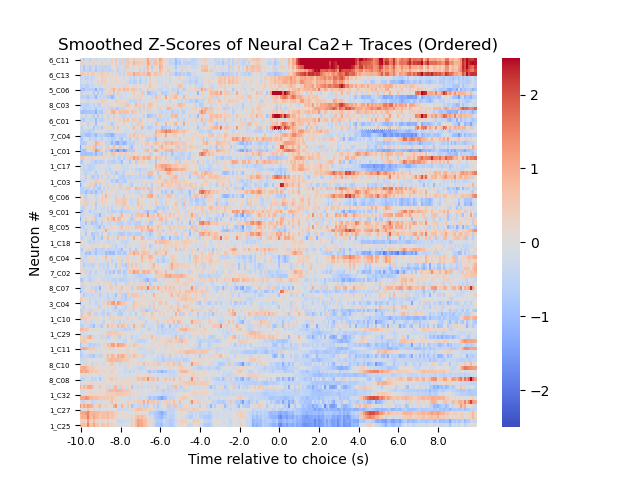 Smoothed Z-Scores of Neural Ca2+ Traces (Ordered)
6_C11
6_C13
5_C06
8_C03
6_C01
7_C04
1_C01
1_C17
1_C03
6_C06
9_C01
8_C05
1_C18
6_C04
7_C02
8_C07
3_C04
1_C10
1_C29
1_C11
8_C10
8_C08
1_C32
1_C27
1_C25
Neuron #
-10.0 -8.0 -6.0 -4.0 -2.0 0.0 2.0 4.0 6.0 8.0
Time relative to choice (s)
2
1
0
−1
−2